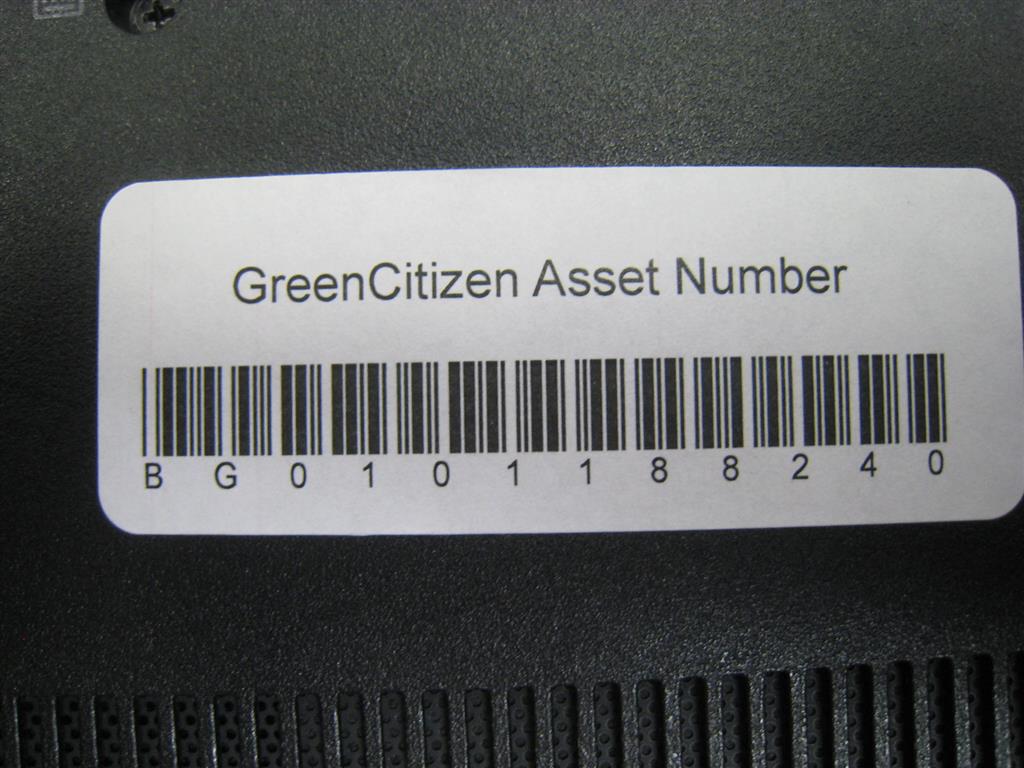 GreenCitizen Asset Number
B G 0 1 0 1 1 8 8 2 4 0